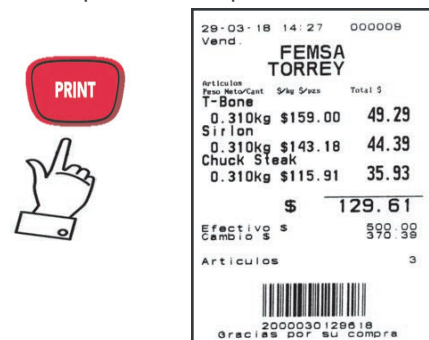 PRINT
29-03-18 14:27 000009
Vend.
FEMSA
TORREY
Articulos
Peso Neto/Cant $/kg $/pzs Total $
T-Bone
0.310kg $159.00 49.29
Sirlon
0.310kg $143.18 44.39
Chuck Steak
0.310kg $115.91 35.93
$ 129.61
Efectivo $ 500.00
Cambio $ 370.39
Articulos 3
2000030129618
Gracias por su compra